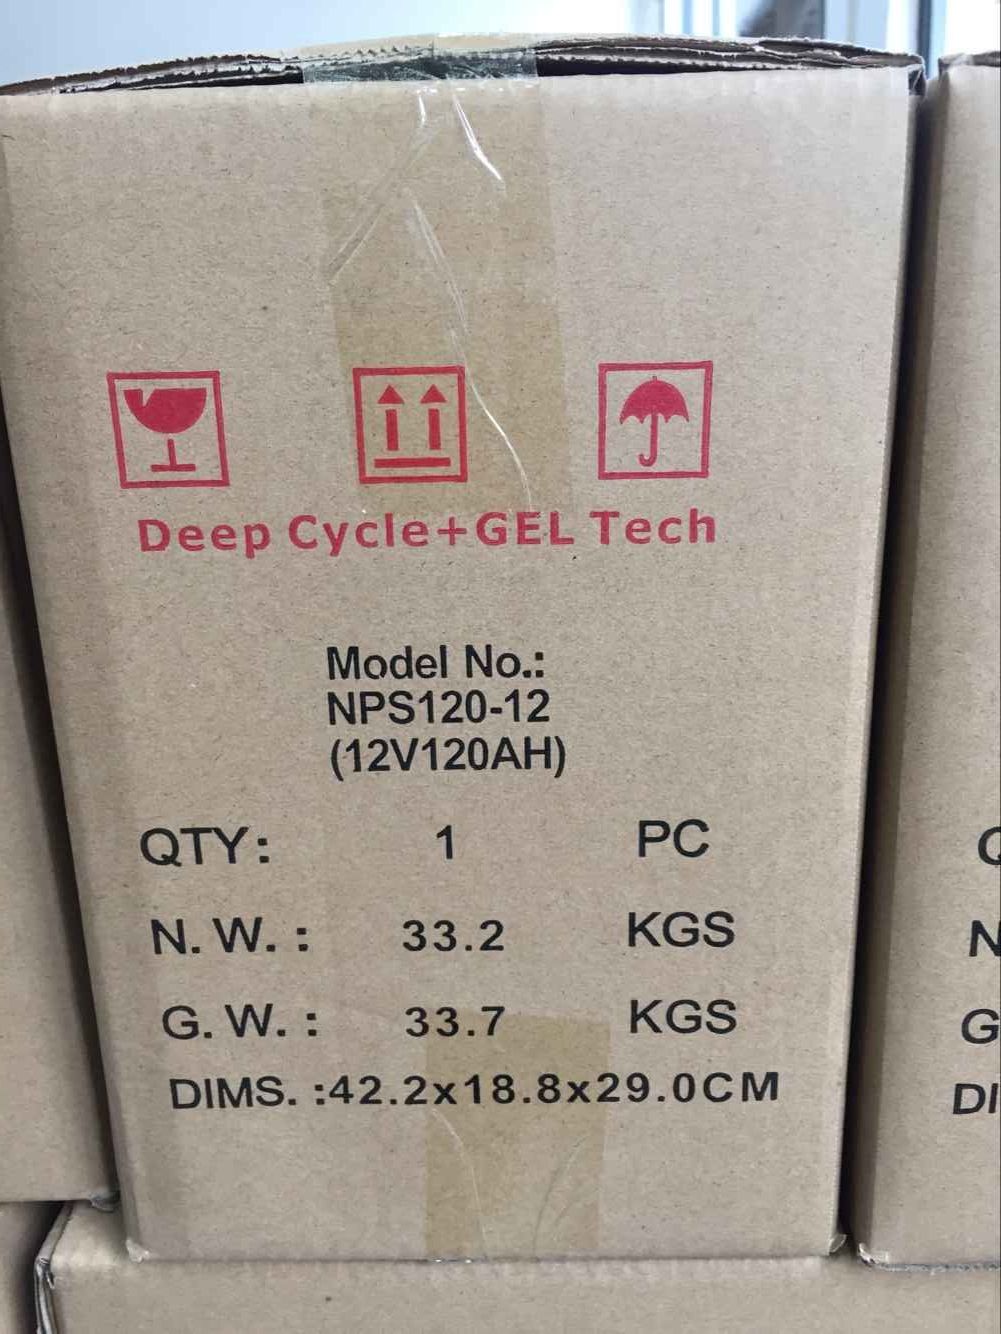 Deep Cycle+GEL Tech
Model No.:
NPS120-12
(12V120AH)
QTY: 1 PC
N. W. : 33.2 KGS
G. W. : 33.7 KGS
DIMS. :42.2x18.8x29.0CM
N
G
DI